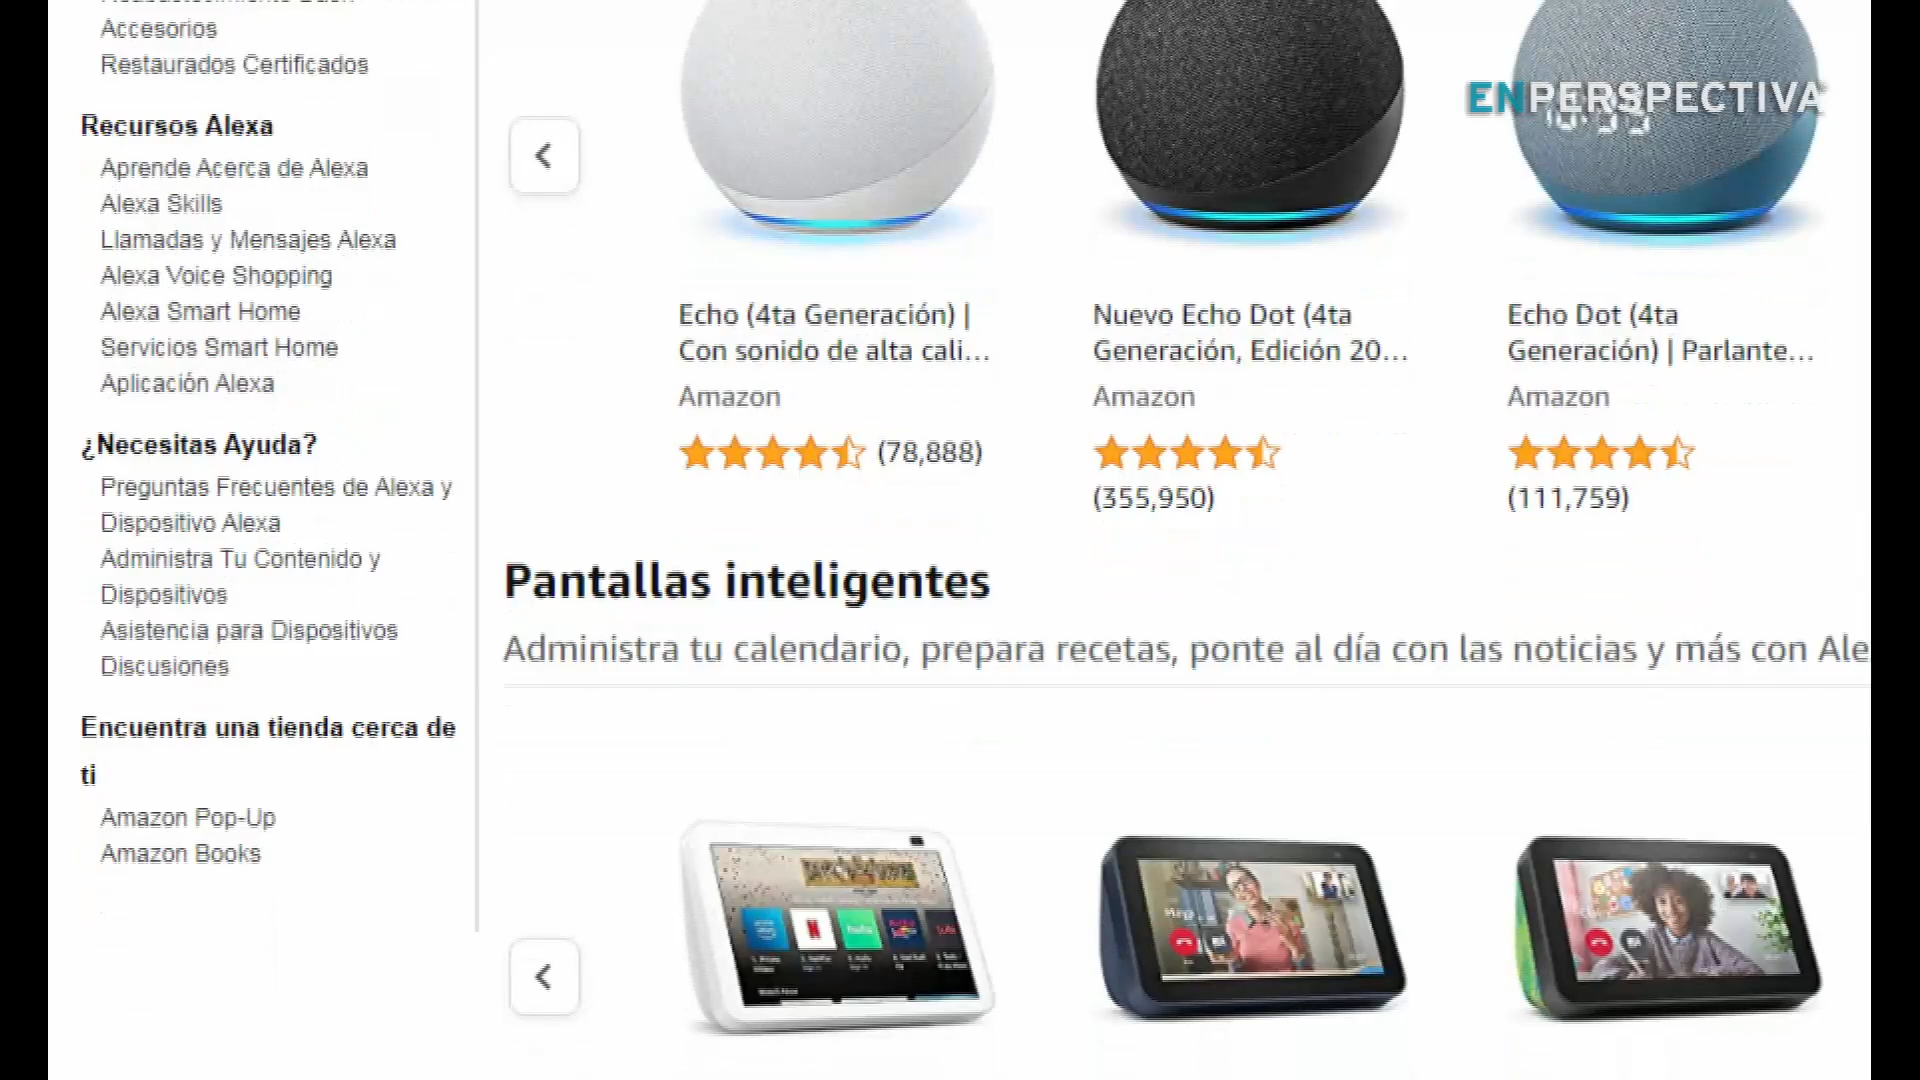 Accesorios
Restaurados Certificados
Recursos Alexa
Aprende Acerca de Alexa
Alexa Skills
Llamadas y Mensajes Alexa
Alexa Voice Shopping
Alexa Smart Home
Servicios Smart Home
Aplicación Alexa
¿Necesitas Ayuda?
Preguntas Frecuentes de Alexa y
Dispositivo Alexa
Administra Tu Contenido y
Dispositivos
Asistencia para Dispositivos
Discusiones
Encuentra una tienda cerca de
ti
Amazon Pop-Up
Amazon Books
ENPERSPECTIVA
Echo (4ta Generación) |
Con sonido de alta cali...
Amazon
(78,888)
Nuevo Echo Dot (4ta
Generación, Edición 20...
Amazon
(355,950)
Echo Dot (4ta
Generación) | Parlante...
Amazon
(111,759)
Pantallas inteligentes
Administra tu calendario, prepara recetas, ponte al día con las noticias y más con Ale